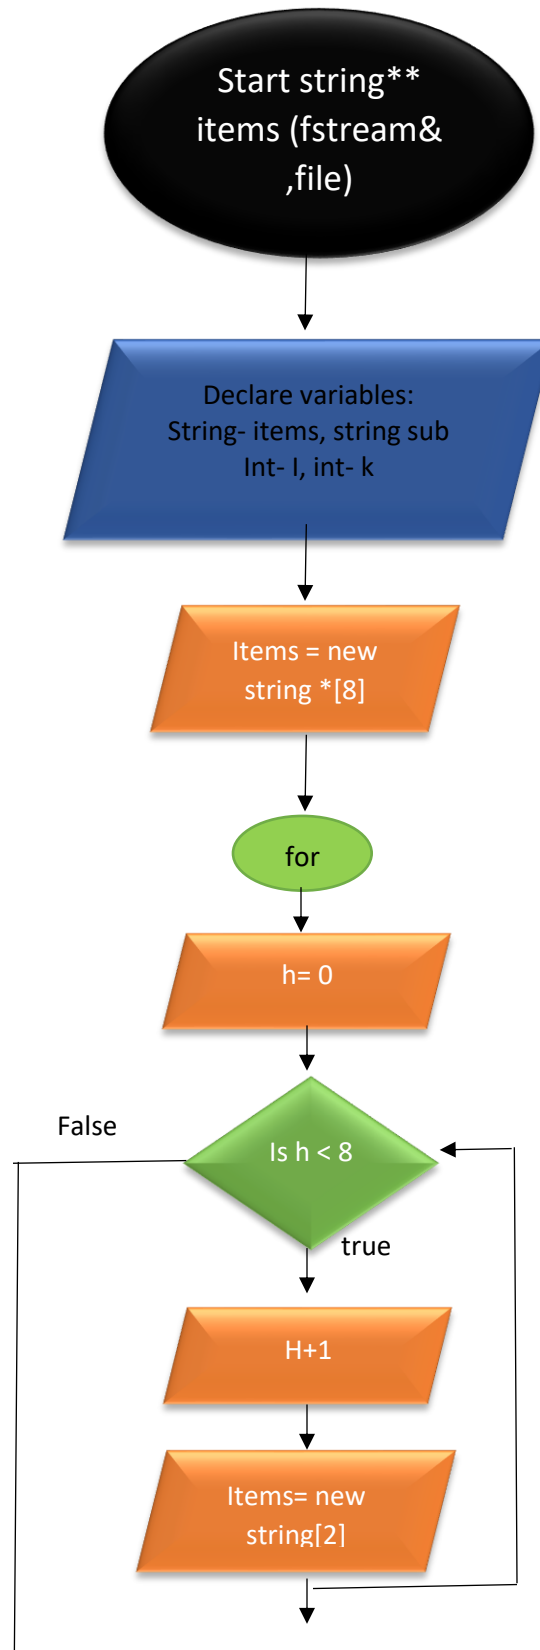 Start string**
items (fstream&
,file)
Declare variables:
String- items, string sub
Int- I, int- k
Items = new
string *[8]
for
h= 0
False
Is h < 8
true
H+1
Items= new
string[2]